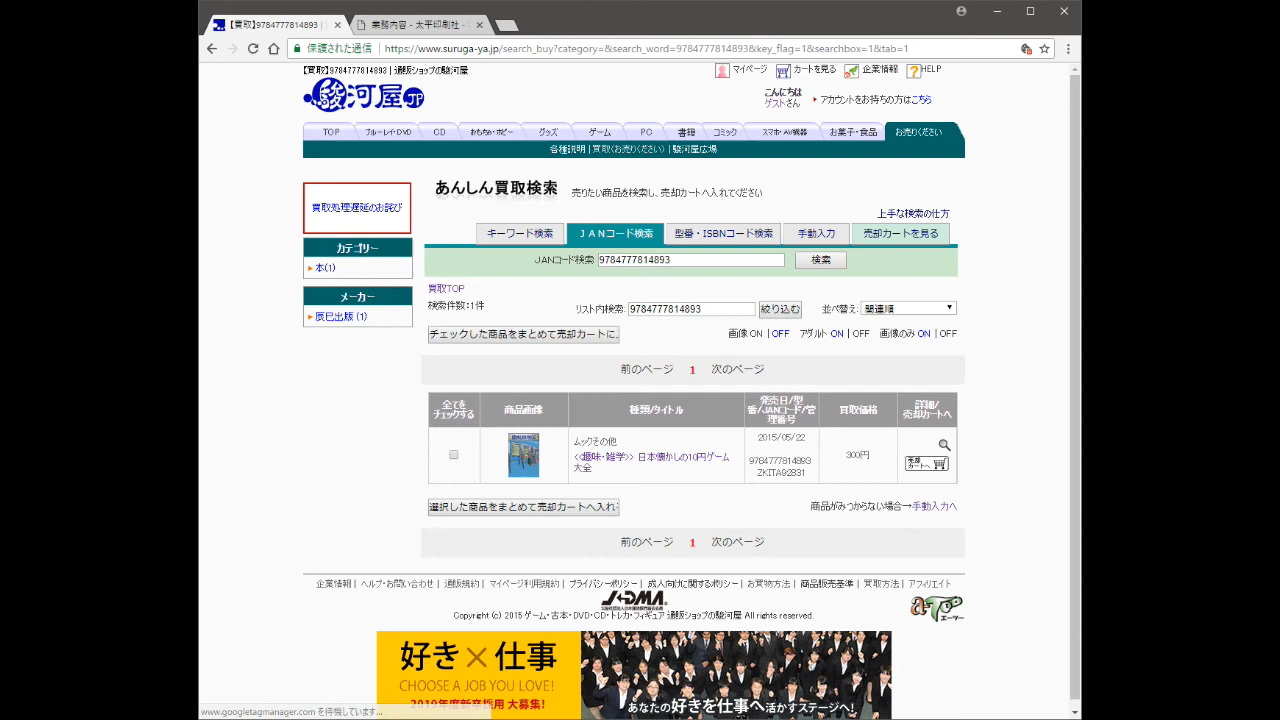 【買取】9784777814893 |
業務内容 - 太平印刷社 -
保護された通信 | https://www.suruga-ya.jp/search_buy?category=&search_word=9784777814893&key_flag=1&searchbox=1&tab=1
【買取】9784777814893 | 通販ショップの駿河屋
マイページ カートを見る 企業情報 HELP
駿河屋.JP
こんにちは
ゲストさん
アカウントをお持ちの方はこちら
TOP ブルーレイ・DVD CD おもちゃ・ホビー グッズ ゲーム PC 書籍 コミック スマホ・AV機器 お菓子・食品 お売りください
各種説明 | 買取(お売りください) | 駿河屋広場
買取処理遅延のお詫び
あんしん買取検索 売りたい商品を検索し、売却カートへ入れてください
上手な検索の仕方
キーワード検索 JANコード検索 型番・ISBNコード検索 手動入力 売却カートを見る
カテゴリー
本(1)
メーカー
辰巳出版 (1)
JANコード検索 9784777814893 検索
買取TOP
検索件数:1件 リスト内検索: 9784777814893 絞り込む 並べ替え: 関連順
チェックした商品をまとめて売却カートに
画像 ON | OFF アダルト ON | OFF 画像のみ ON | OFF
前のページ 1 次のページ
全てをチェックする 商品画像 種類/タイトル 発売日/型番/JANコード/管理番号 買取価格 詳細/売却カートへ
ムックその他
<<趣味・雑学>> 日本懐かしの10円ゲーム大全
2015/05/22
9784777814893
ZKITA92831
300円
売却カートへ
選択した商品をまとめて売却カートへ入れ
商品がみつからない場合→手動入力へ
前のページ 1 次のページ
企業情報 | ヘルプ・お問い合わせ | 通販規約 | マイページ利用規約 | プライバシーポリシー | 成人向けに関するポリシー | お買物方法 | 商品販売基準 | 買取方法 | アフィリエイト
JADMA
Copyright (c) 2015 ゲーム・古本・DVD・CD・トレカ・フィギュア 通販ショップの駿河屋 All rights reserved.
エーツー
好き×仕事
CHOOSE A JOB YOU LOVE!
2019年度新卒採用 大募集!
あなたの好きを仕事へ活かすステージへ!
www.googletagmanager.com を待機しています...